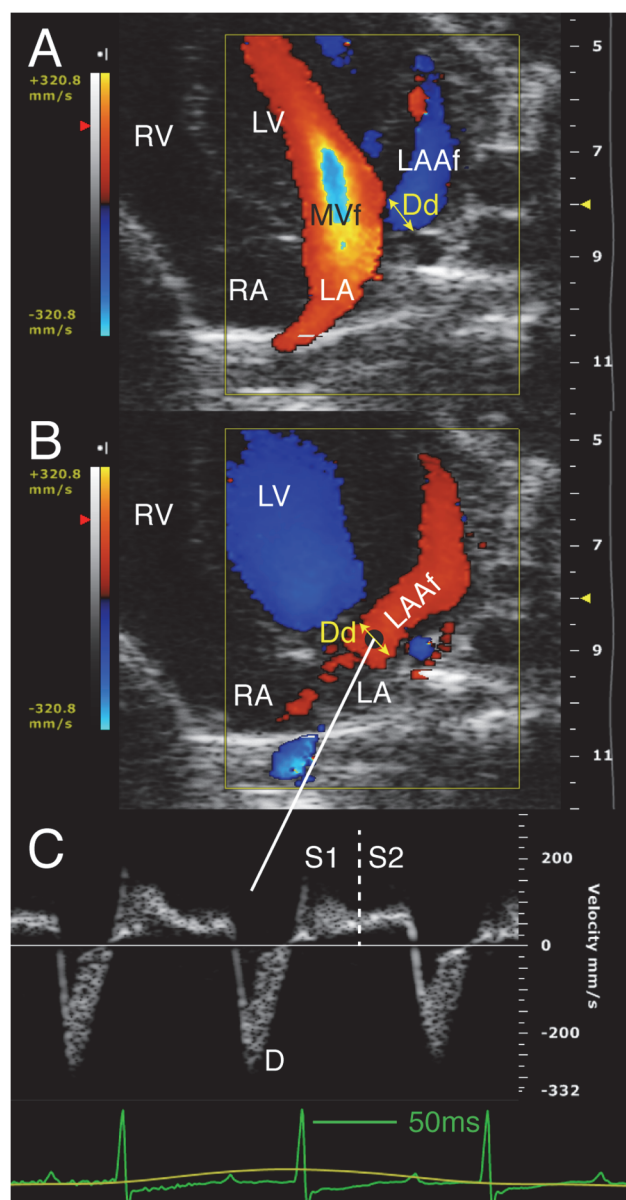 A
+320.8
mm/s
-320.8
mm/s
RV
LV
LAAf
Dd
MVf
RA
LA
5
7
9
11
B
+320.8
mm/s
-320.8
mm/s
RV
LV
LAAf
Dd
RA
LA
5
7
9
11
C
S1
S2
D
200
0
-200
-332
Velocity mm/s
50ms